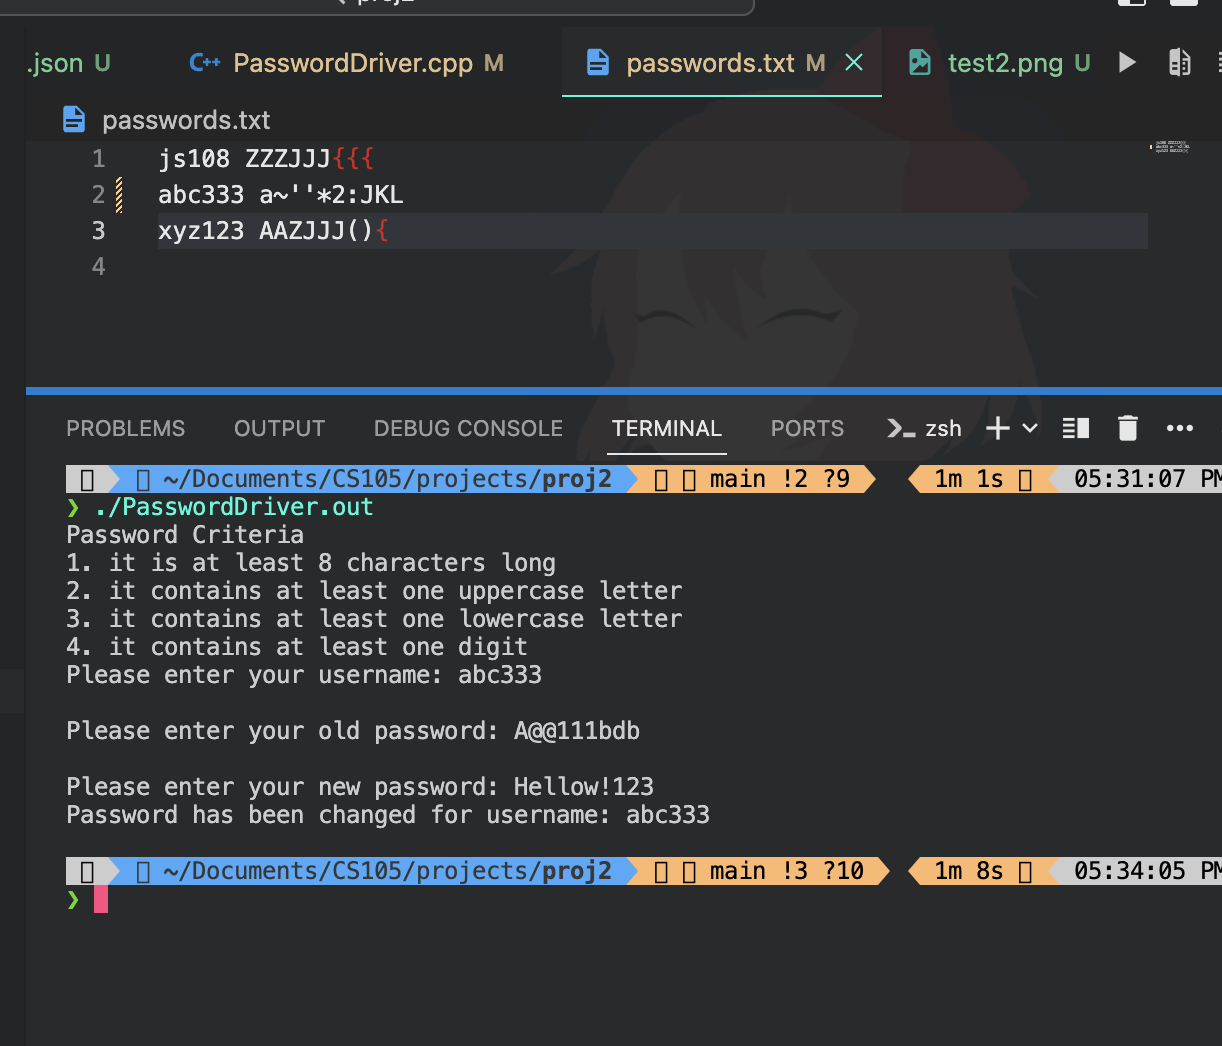 proj2
.json U
PasswordDriver.cpp M
passwords.txt M
test2.png U
passwords.txt
1 js108 ZZZJJJ{{{
2 abc333 a~''*2:JKL
3 xyz123 AAZJJJ(){
4
PROBLEMS OUTPUT DEBUG CONSOLE TERMINAL PORTS zsh
~/Documents/CS105/projects/proj2 main !2 ?9 1m 1s 05:31:07 PM
❯ ./PasswordDriver.out
Password Criteria
1. it is at least 8 characters long
2. it contains at least one uppercase letter
3. it contains at least one lowercase letter
4. it contains at least one digit
Please enter your username: abc333
Please enter your old password: A@@111bdb
Please enter your new password: Hellow!123
Password has been changed for username: abc333
~/Documents/CS105/projects/proj2 main !3 ?10 1m 8s 05:34:05 PM
❯